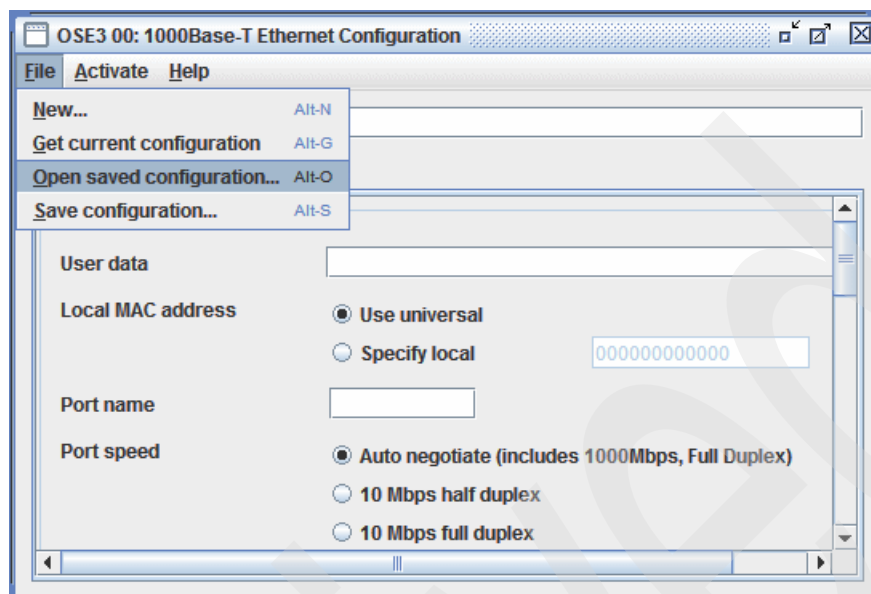 OSE3 00: 1000Base-T Ethernet Configuration
File Activate Help
New... Alt-N
Get current configuration Alt-G
Open saved configuration... Alt-O
Save configuration... Alt-S
User data
Local MAC address Use universal
Specify local 000000000000
Port name
Port speed Auto negotiate (includes 1000Mbps, Full Duplex)
10 Mbps half duplex
10 Mbps full duplex